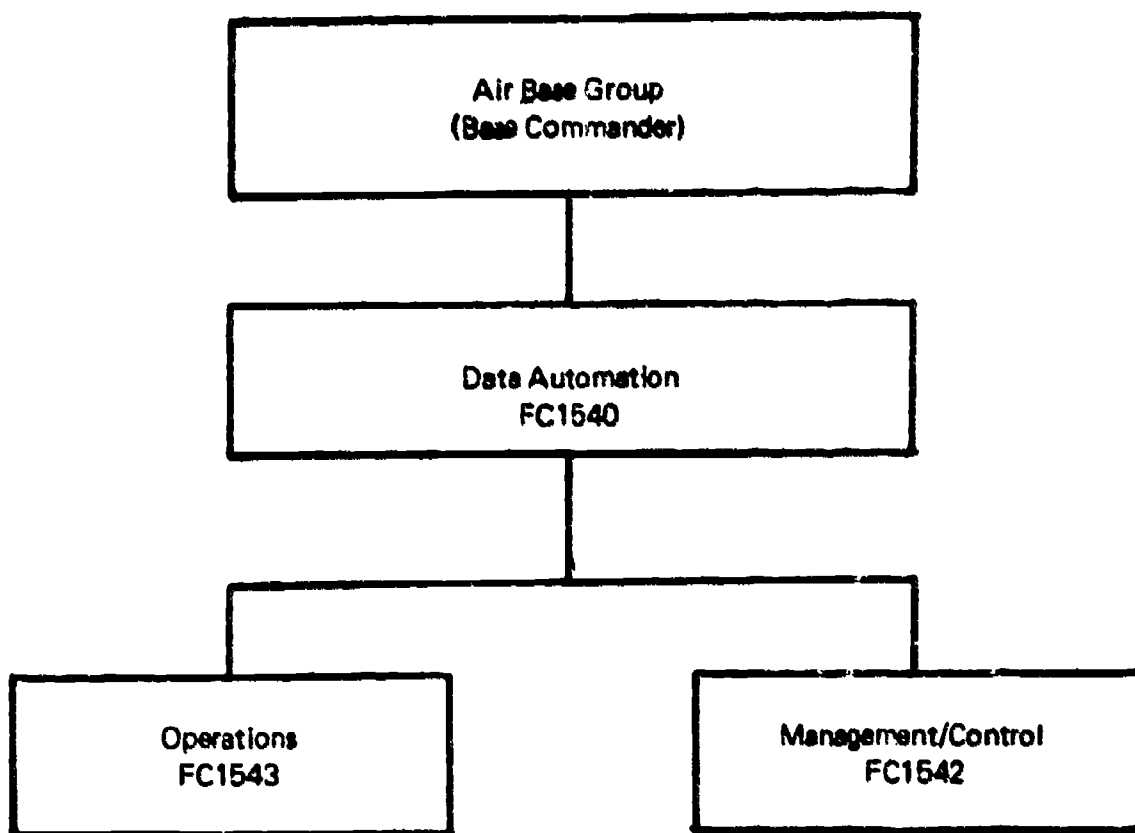 Air Base Group
(Base Commander)
Data Automation
FC1540
Operations
FC1543
Management/Control
FC1542